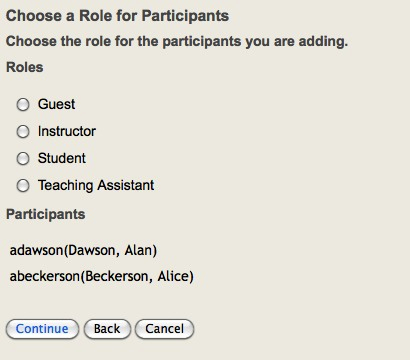 Choose a Role for Participants
Choose the role for the participants you are adding.
Roles
Guest
Instructor
Student
Teaching Assistant
Participants
adawson(Dawson, Alan)
abeckerson(Beckerson, Alice)
Continue Back Cancel